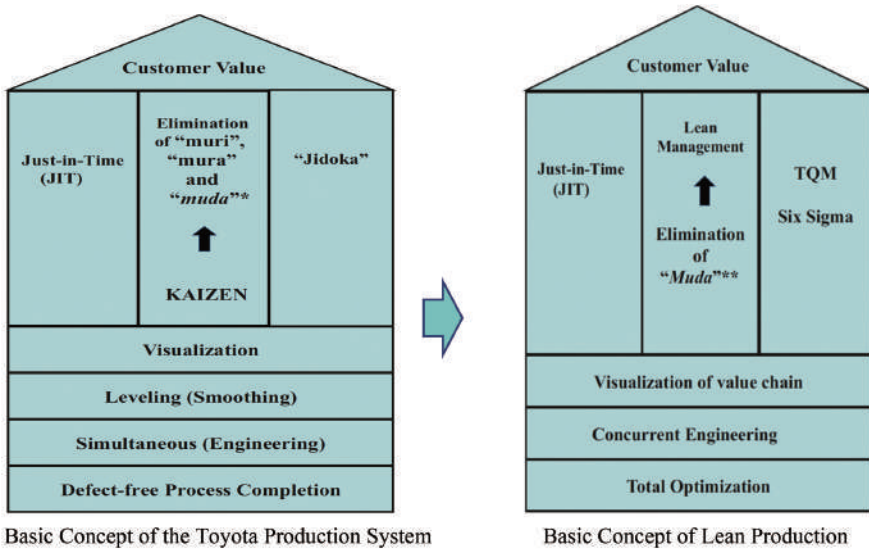 Customer Value
Just-in-Time
(JIT)
Elimination
of “muri”,
“mura”
and
“muda”*
KAIZEN
“Jidoka”
Visualization
Leveling (Smoothing)
Simultaneous (Engineering)
Defect-free Process Completion
Basic Concept of the Toyota Production System
Customer Value
Just-in-Time
(JIT)
Lean
Management
Elimination
of
“Muda”**
TQM
Six Sigma
Visualization of value chain
Concurrent Engineering
Total Optimization
Basic Concept of Lean Production